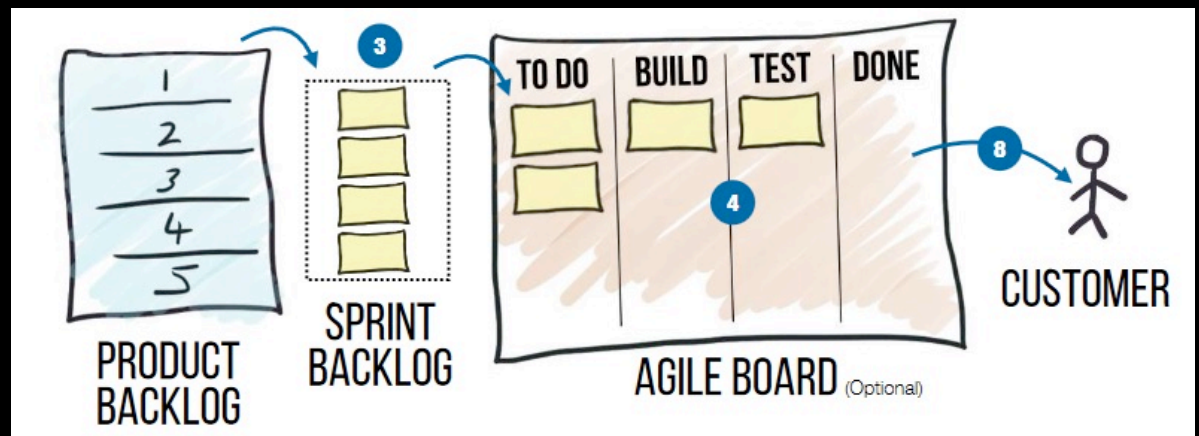 1
2
3
4
5
PRODUCT
BACKLOG
3
SPRINT
BACKLOG
TO DO
BUILD
TEST
DONE
4
AGILE BOARD (Optional)
8
CUSTOMER